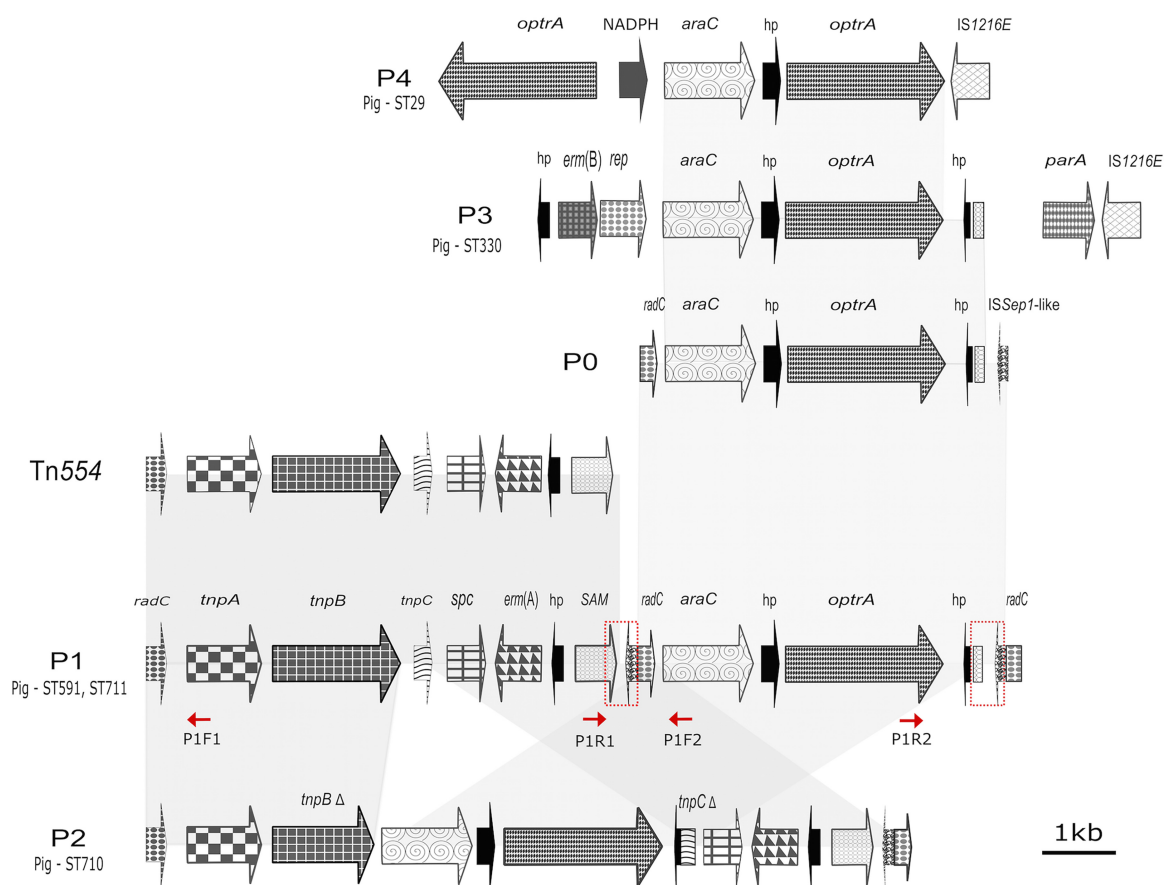 optrA NADPH araC hp optrA IS1216E
P4
Pig - ST29
hp erm(B) rep araC hp optrA hp parA IS1216E
P3
Pig - ST330
radC araC hp optrA hp ISSep1-like
P0
Tn554
radC tnpA tnpB tnpC spc erm(A) hp SAM radC araC hp optrA hp radC
P1
Pig - ST591, ST711
P1F1 P1R1 P1F2 P1R2
tnpB Δ tnpC Δ
P2
Pig - ST710
1kb